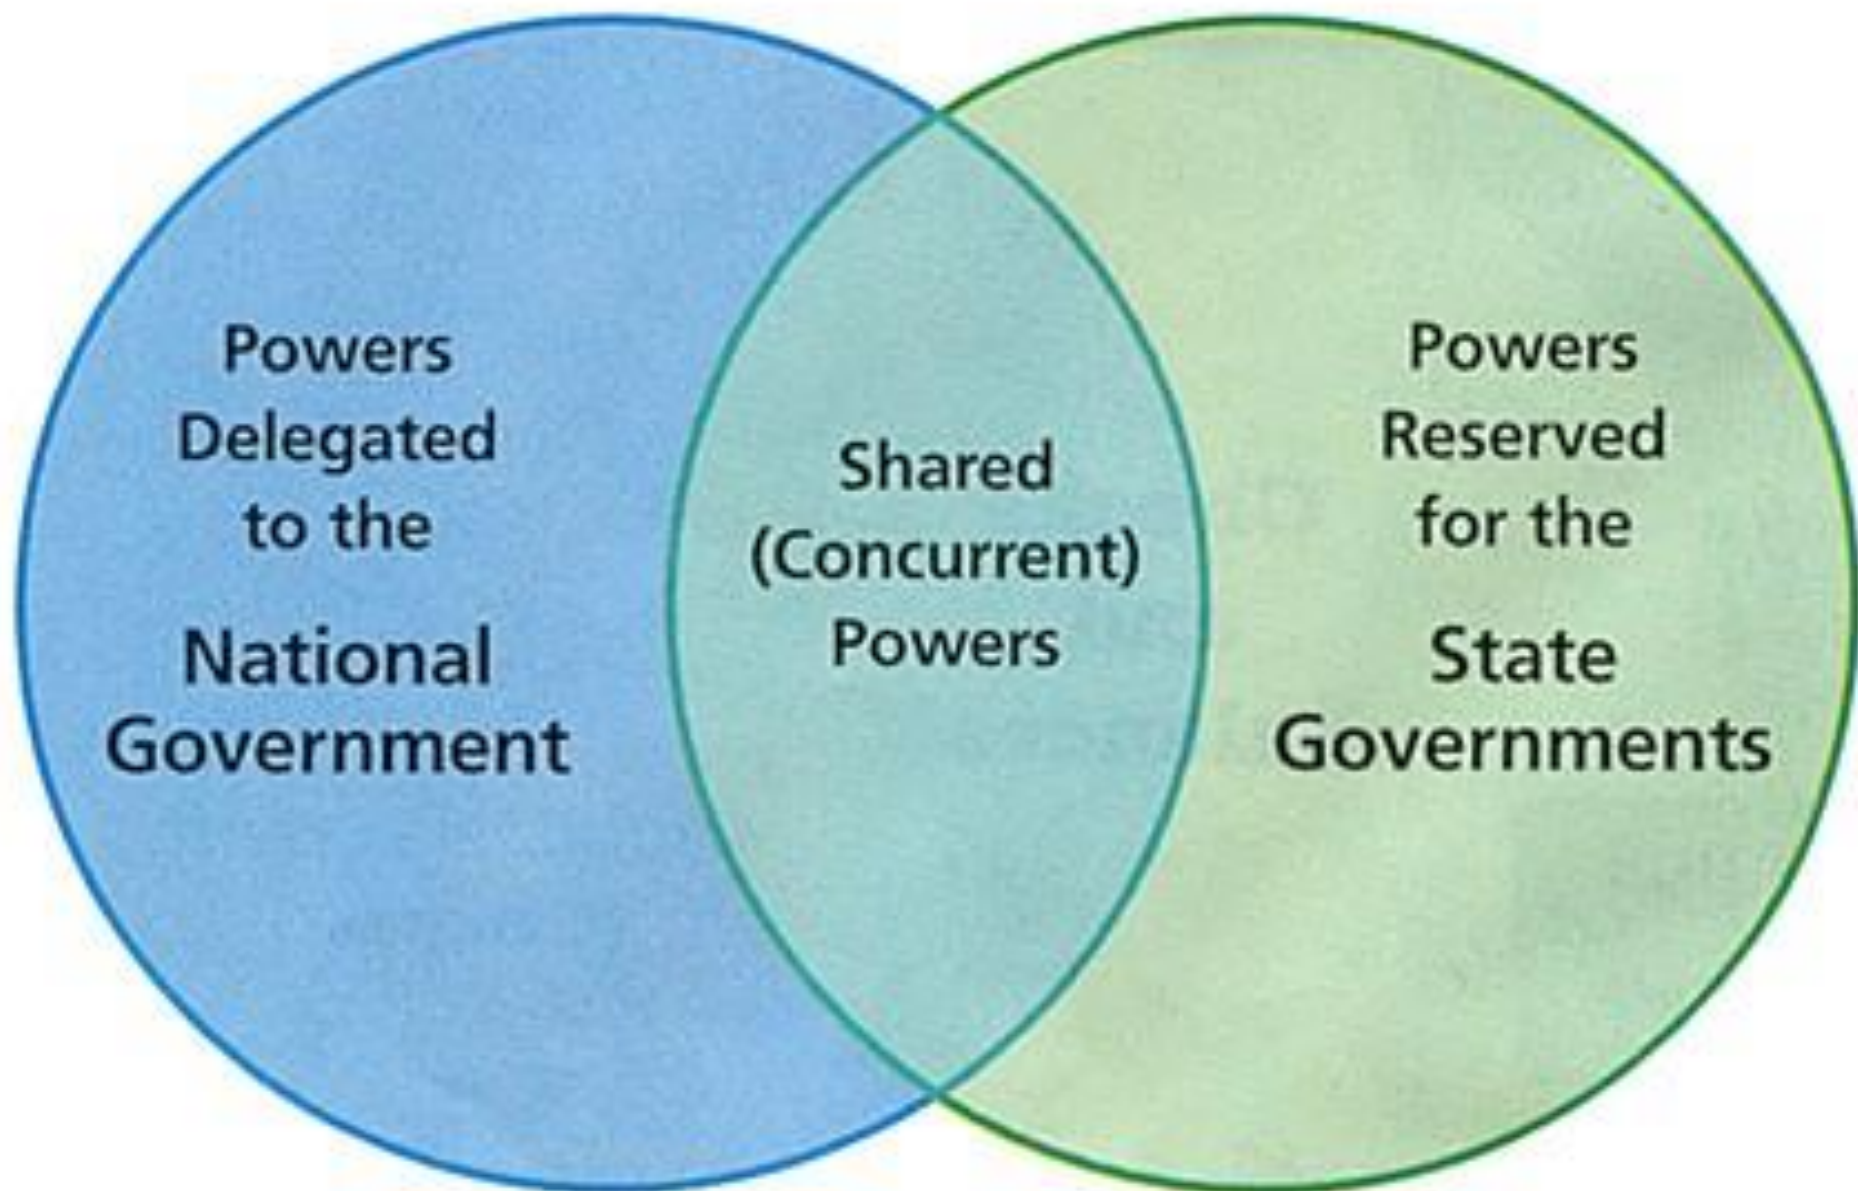 Powers
Delegated
to the
National
Government
Shared
(Concurrent)
Powers
Powers
Reserved
for the
State
Governments